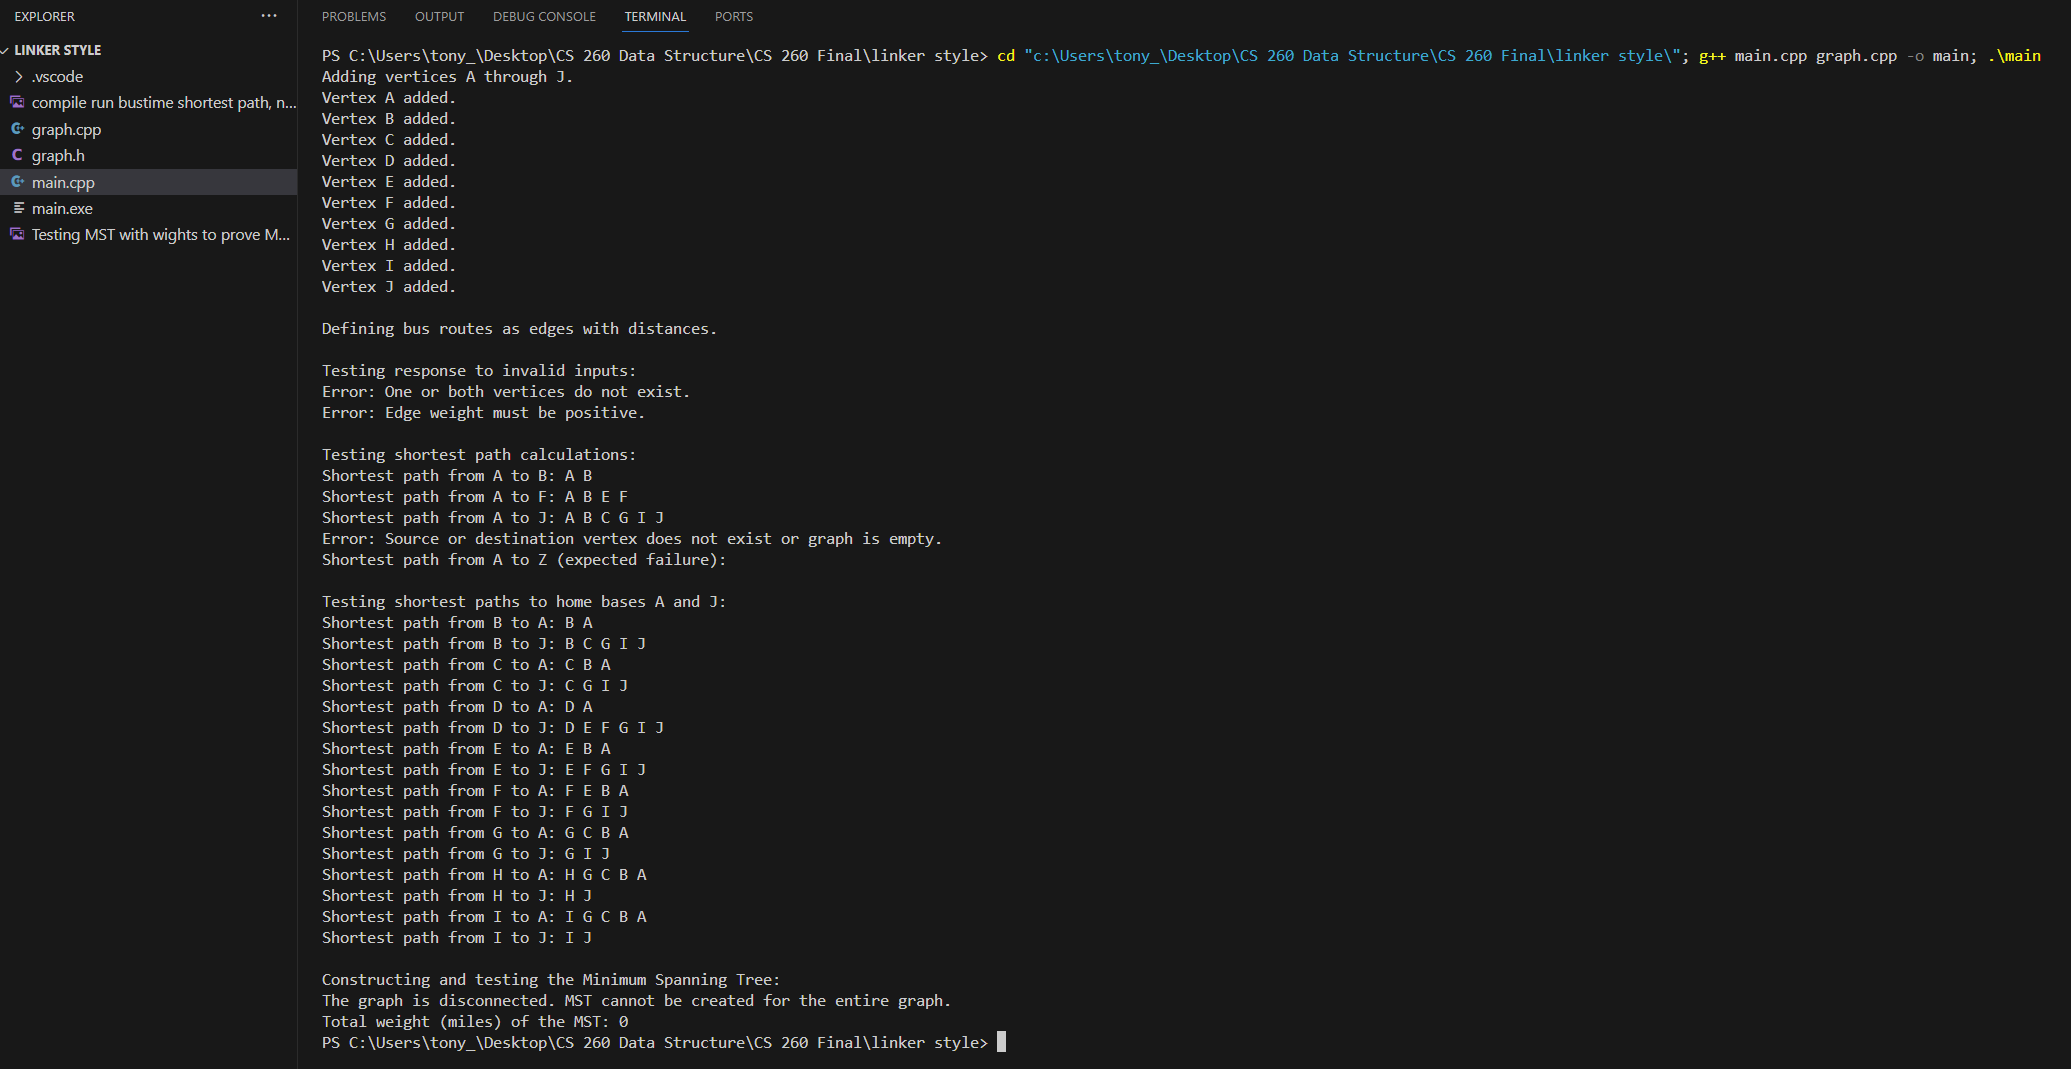 EXPLORER
LINKER STYLE
.vscode
compile run bustime shortest path, n...
graph.cpp
graph.h
main.cpp
main.exe
Testing MST with wights to prove M...
PROBLEMS OUTPUT DEBUG CONSOLE TERMINAL PORTS
PS C:\Users\tony_\Desktop\CS 260 Data Structure\CS 260 Final\linker style> cd "c:\Users\tony_\Desktop\CS 260 Data Structure\CS 260 Final\linker style\"; g++ main.cpp graph.cpp -o main; .\main
Adding vertices A through J.
Vertex A added.
Vertex B added.
Vertex C added.
Vertex D added.
Vertex E added.
Vertex F added.
Vertex G added.
Vertex H added.
Vertex I added.
Vertex J added.
Defining bus routes as edges with distances.
Testing response to invalid inputs:
Error: One or both vertices do not exist.
Error: Edge weight must be positive.
Testing shortest path calculations:
Shortest path from A to B: A B
Shortest path from A to F: A B E F
Shortest path from A to J: A B C G I J
Error: Source or destination vertex does not exist or graph is empty.
Shortest path from A to Z (expected failure):
Testing shortest paths to home bases A and J:
Shortest path from B to A: B A
Shortest path from B to J: B C G I J
Shortest path from C to A: C B A
Shortest path from C to J: C G I J
Shortest path from D to A: D A
Shortest path from D to J: D E F G I J
Shortest path from E to A: E B A
Shortest path from E to J: E F G I J
Shortest path from F to A: F E B A
Shortest path from F to J: F G I J
Shortest path from G to A: G C B A
Shortest path from G to J: G I J
Shortest path from H to A: H G C B A
Shortest path from H to J: H J
Shortest path from I to A: I G C B A
Shortest path from I to J: I J
Constructing and testing the Minimum Spanning Tree:
The graph is disconnected. MST cannot be created for the entire graph.
Total weight (miles) of the MST: 0
PS C:\Users\tony_\Desktop\CS 260 Data Structure\CS 260 Final\linker style>